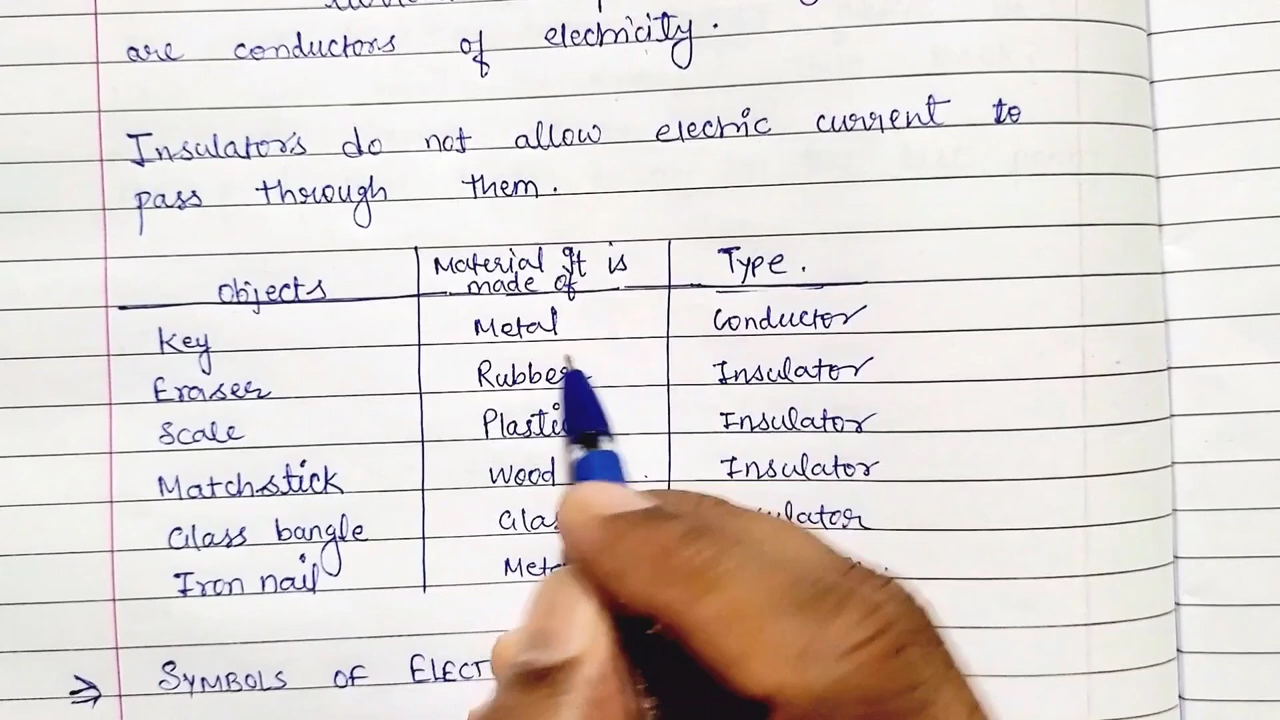 are conductors of electricity.
Insulators do not allow electric current to
pass through them.
Objects Material It is made of Type.
Key Metal Conductor
Eraser Rubber Insulator
Scale Insulator
Matchstick Wood Insulator
Glass bangle
Iron nail
⇒ SYMBOLS OF